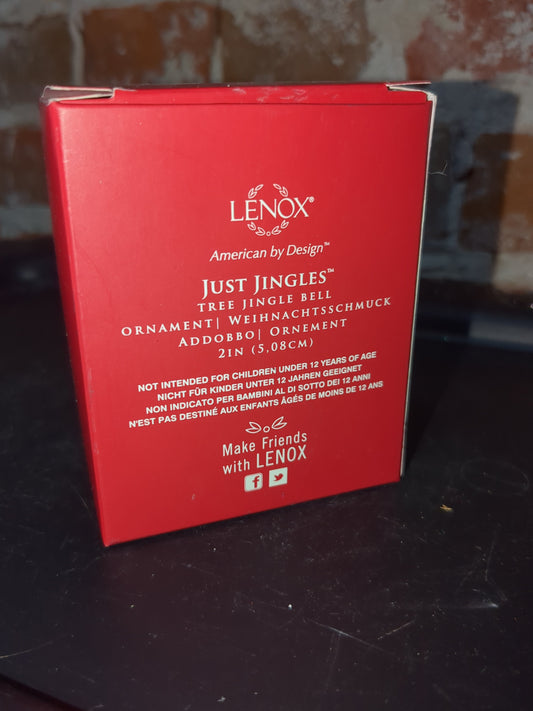 LENOX®
American by Design™
JUST JINGLES™
TREE JINGLE BELL
ORNAMENT| WEIHNACHTSSCHMUCK
ADDOBBO| ORNEMENT
2IN (5,08CM)
NOT INTENDED FOR CHILDREN UNDER 12 YEARS OF AGE
NICHT FÜR KINDER UNTER 12 JAHREN GEEIGNET
NON INDICATO PER BAMBINI AL DI SOTTO DEI 12 ANNI
N'EST PAS DESTINÉ AUX ENFANTS ÂGÉS DE MOINS DE 12 ANS
Make Friends
with LENOX
f